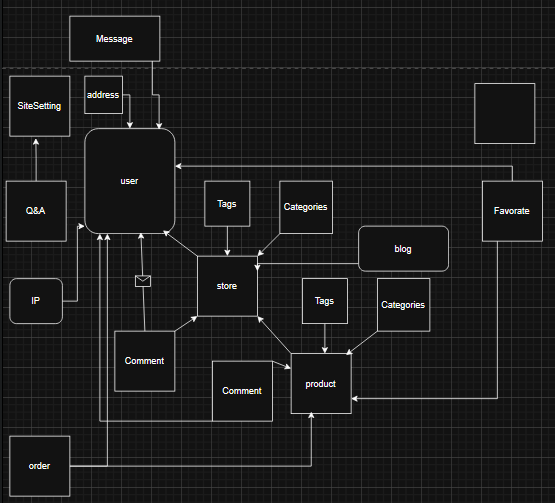 Message
address
SiteSetting
user
Tags
Categories
Q&A
Favorate
blog
store
IP
Tags
Categories
Comment
product
Comment
order